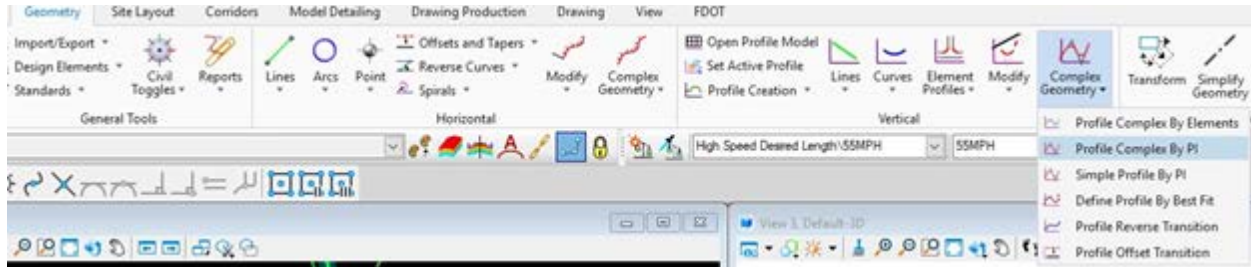 Geometry Site Layout Corridors Model Detailing Drawing Production Drawing View FDOT
Import/Export
Design Elements
Standards
Civil Toggles
Reports
General Tools
Lines
Arcs
Point
Offsets and Tapers
Reverse Curves
Spirals
Modify
Complex Geometry
Horizontal
Open Profile Model
Set Active Profile
Profile Creation
Lines
Curves
Element Profiles
Modify
Complex Geometry
Vertical
Transform
Simplify Geometry
Profile Complex By Elements
Profile Complex By PI
Simple Profile By PI
Define Profile By Best Fit
Profile Reverse Transition
Profile Offset Transition
High Speed Desired Length\55MPH 55MPH
View 3, Default-3D